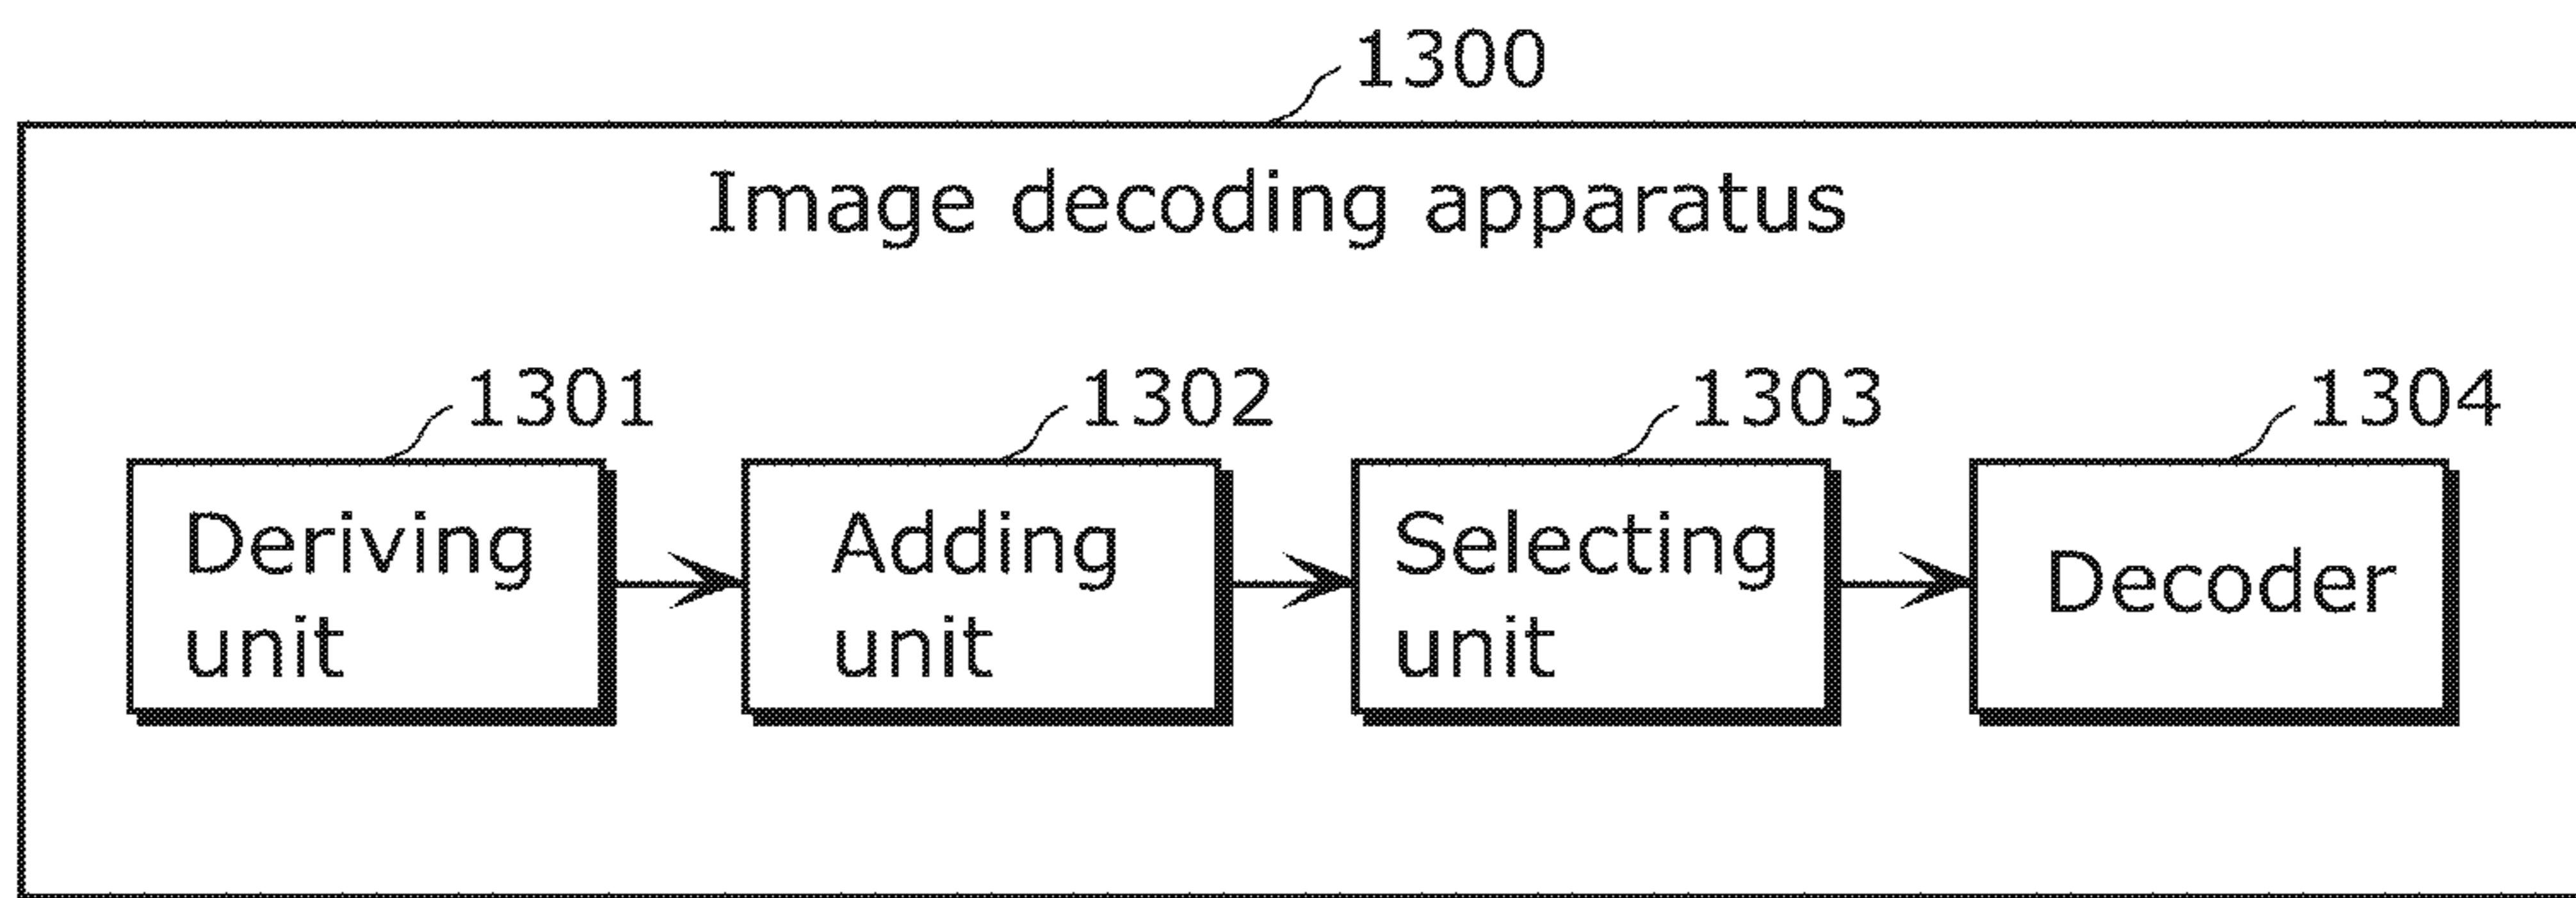 1300
Image decoding apparatus
1301
1302
1303
1304
Deriving
unit
Adding
unit
Selecting
unit
Decoder